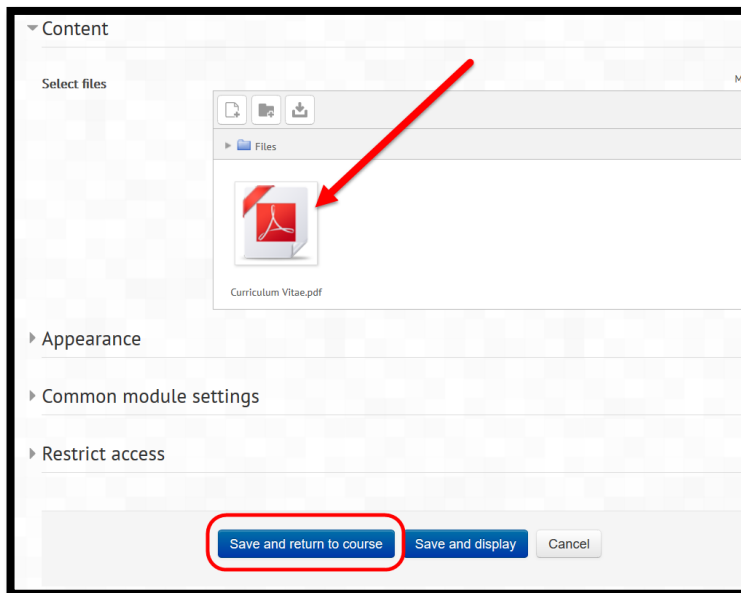 Content
Select files
M
Files
Curriculum Vitae.pdf
Appearance
Common module settings
Restrict access
Save and return to course Save and display Cancel